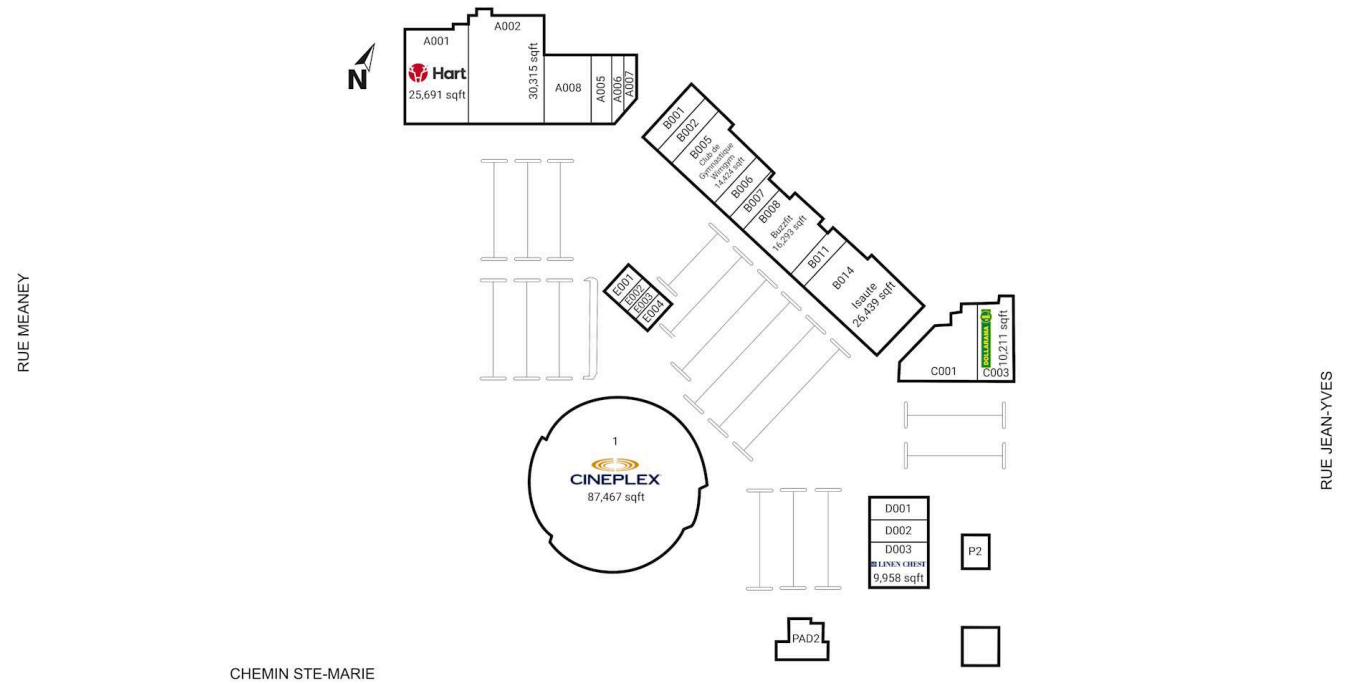 A001
Hart
25,691 sqft
A002
30,315 sqft
A008
A005
A006
A007
N
B001
B002
B005
Club de
Gymnastique
Wimgym
14,424 sqft
B006
B007
B008
Buzzfit
16,293 sqft
B011
B014
Isaute
26,439 sqft
E001
E002
E003
E004
C001
DOLLARAMA
10,211 sqft
C003
RUE MEANEY
RUE JEAN-YVES
1
CINEPLEX
87,467 sqft
D001
D002
D003
LINEN CHEST
9,958 sqft
P2
PAD2
CHEMIN STE-MARIE